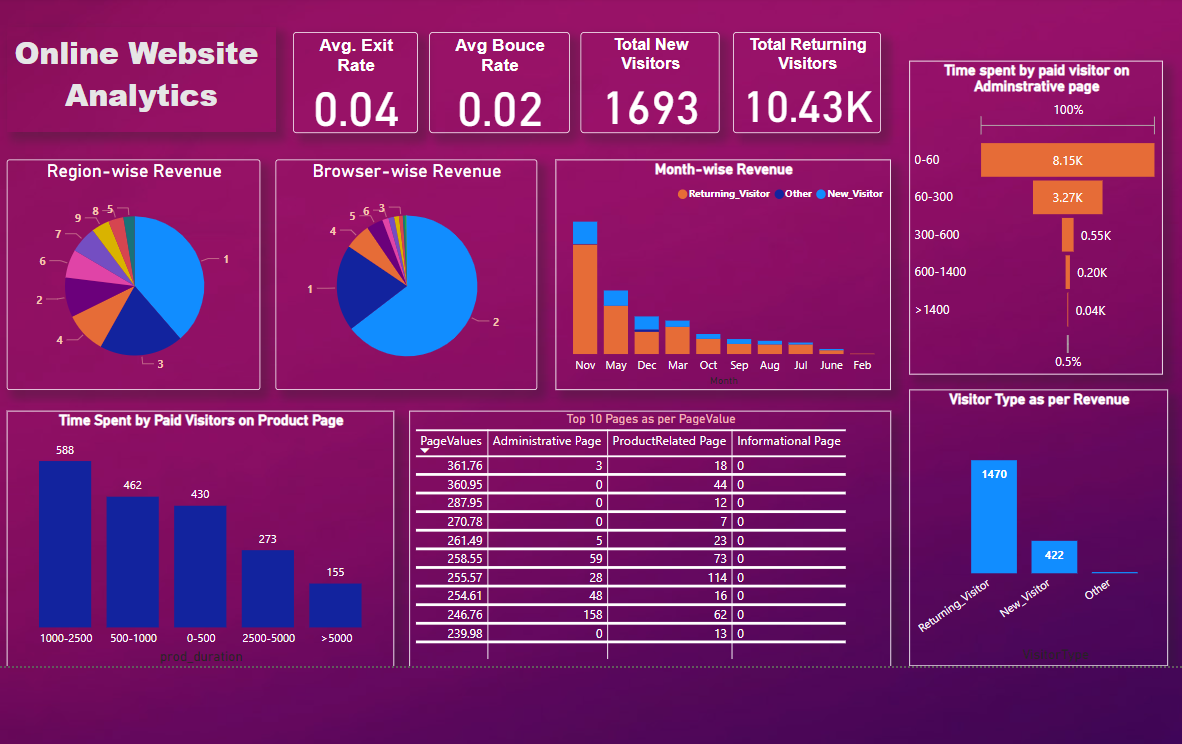 Online Website
Analytics
Avg. Exit
Rate
0.04
Avg Bouce
Rate
0.02
Total New
Visitors
1693
Total Returning
Visitors
10.43K
Time spent by paid visitor on
Adminstrative page
100%
0-60
8.15K
60-300
3.27K
300-600
0.55K
600-1400
0.20K
>1400
0.04K
0.5%
Region-wise Revenue
1
3
4
2
6
7
9
8
5
Browser-wise Revenue
2
1
4
5
6
3
Month-wise Revenue
Returning_Visitor Other New_Visitor
Nov May Dec Mar Oct Sep Aug Jul June Feb
Month
Time Spent by Paid Visitors on Product Page
588
462
430
273
155
1000-2500 500-1000 0-500 2500-5000 >5000
prod_duration
Top 10 Pages as per PageValue
PageValues Administrative Page ProductRelated Page Informational Page
361.76 3 18 0
360.95 0 44 0
287.95 0 12 0
270.78 0 7 0
261.49 5 23 0
258.55 59 73 0
255.57 28 114 0
254.61 48 16 0
246.76 158 62 0
239.98 0 13 0
Visitor Type as per Revenue
1470
422
Returning_Visitor
New_Visitor
Other